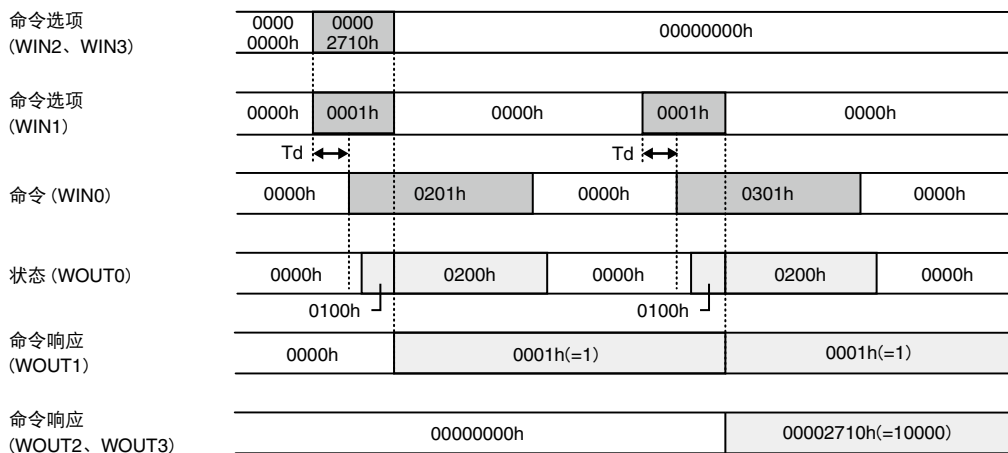 命令选项
(WIN2、WIN3)
0000
0000h
0000
2710h
00000000h
命令选项
(WIN1)
0000h
0001h
0000h
0001h
0000h
Td
Td
命令 (WIN0)
0000h
0201h
0000h
0301h
0000h
状态 (WOUT0)
0000h
0200h
0000h
0200h
0000h
0100h
0100h
命令响应
(WOUT1)
0000h
0001h(=1)
0001h(=1)
命令响应
(WOUT2、WOUT3)
00000000h
00002710h(=10000)